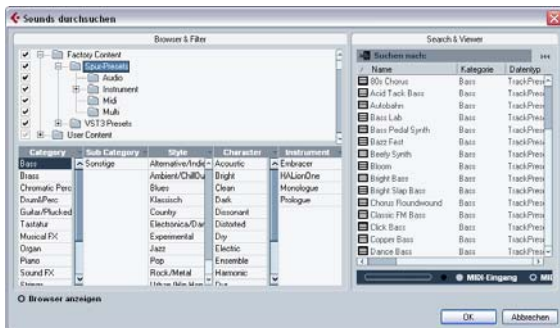 Sounds durchsuchen
Browser & Filter
Factory Content
Spur-Presets
Audio
Instrument
Midi
Multi
VST3 Presets
User Content
Category Sub Category Style Character Instrument
Bass Sonstige Alternative/Indie Acoustic Embracer
Brass Ambient/ChillOu Bright HALionOne
Chromatic Perc Blues Clean Monologue
Drum&Perc Klassisch Dark Prologue
Guitar/Plucked Country Dissonant
Tastatur Electronica/Dan Distorted
Musical FX Experimental Dry
Organ Jazz Electric
Piano Pop Ensemble
Sound FX Rock/Metal Harmonic
Strings
Browser anzeigen
Search & Viewer
Suchen nach:
Name Kategorie Dateityp
80s Chorus Bass TrackPres
Acid Tack Bass Bass TrackPres
Autobahn Bass TrackPres
Bass Lab Bass TrackPres
Bass Pedal Synth Bass TrackPres
Bazz Fest Bass TrackPres
Beefy Synth Bass TrackPres
Bloom Bass TrackPres
Bright Bass Bass TrackPres
Bright Slap Bass Bass TrackPres
Chorus Roundwound Bass TrackPres
Classic FM Bass Bass TrackPres
Click Bass Bass TrackPres
Copper Bass Bass TrackPres
Dance Bass Bass TrackPres
MIDI-Eingang MID
OK Abbrechen